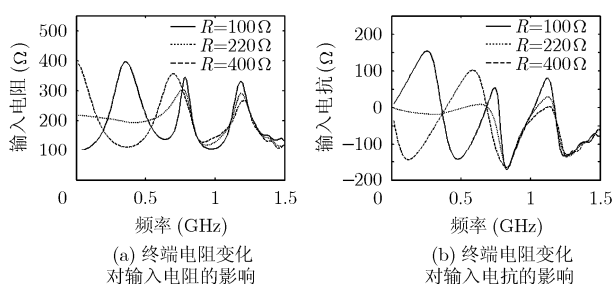 输入电阻 (Ω)
500
400
300
200
100
0
0.5
1.0
1.5
R=100Ω
R=220Ω
R=400Ω
频率 (GHz)
(a) 终端电阻变化
对输入电阻的影响
输入电抗 (Ω)
200
100
0
−100
−200
0
0.5
1.0
1.5
R=100Ω
R=220Ω
R=400Ω
频率 (GHz)
(b) 终端电阻变化
对输入电抗的影响